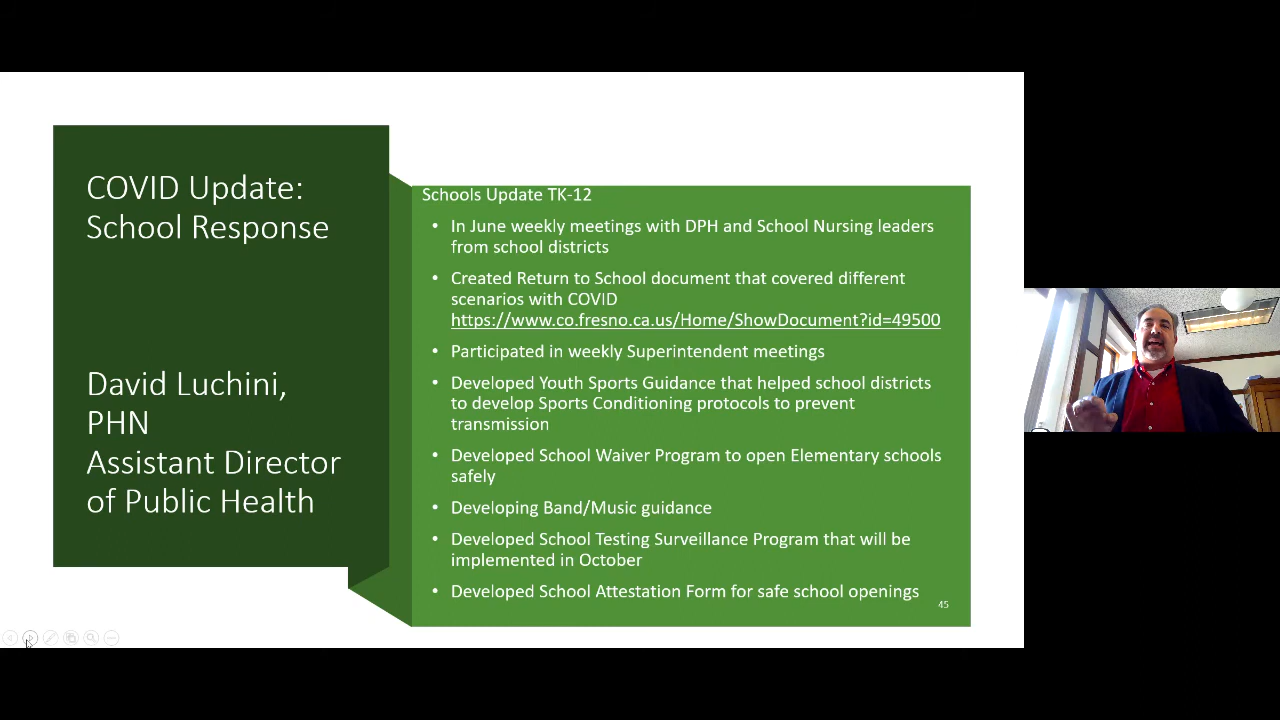 COVID Update:
School Response
David Luchini,
PHN
Assistant Director
of Public Health
Schools Update TK-12
• In June weekly meetings with DPH and School Nursing leaders
from school districts
• Created Return to School document that covered different
scenarios with COVID
https://www.co.fresno.ca.us/Home/ShowDocument?id=49500
• Participated in weekly Superintendent meetings
• Developed Youth Sports Guidance that helped school districts
to develop Sports Conditioning protocols to prevent
transmission
• Developed School Waiver Program to open Elementary schools
safely
• Developing Band/Music guidance
• Developed School Testing Surveillance Program that will be
implemented in October
• Developed School Attestation Form for safe school openings
45